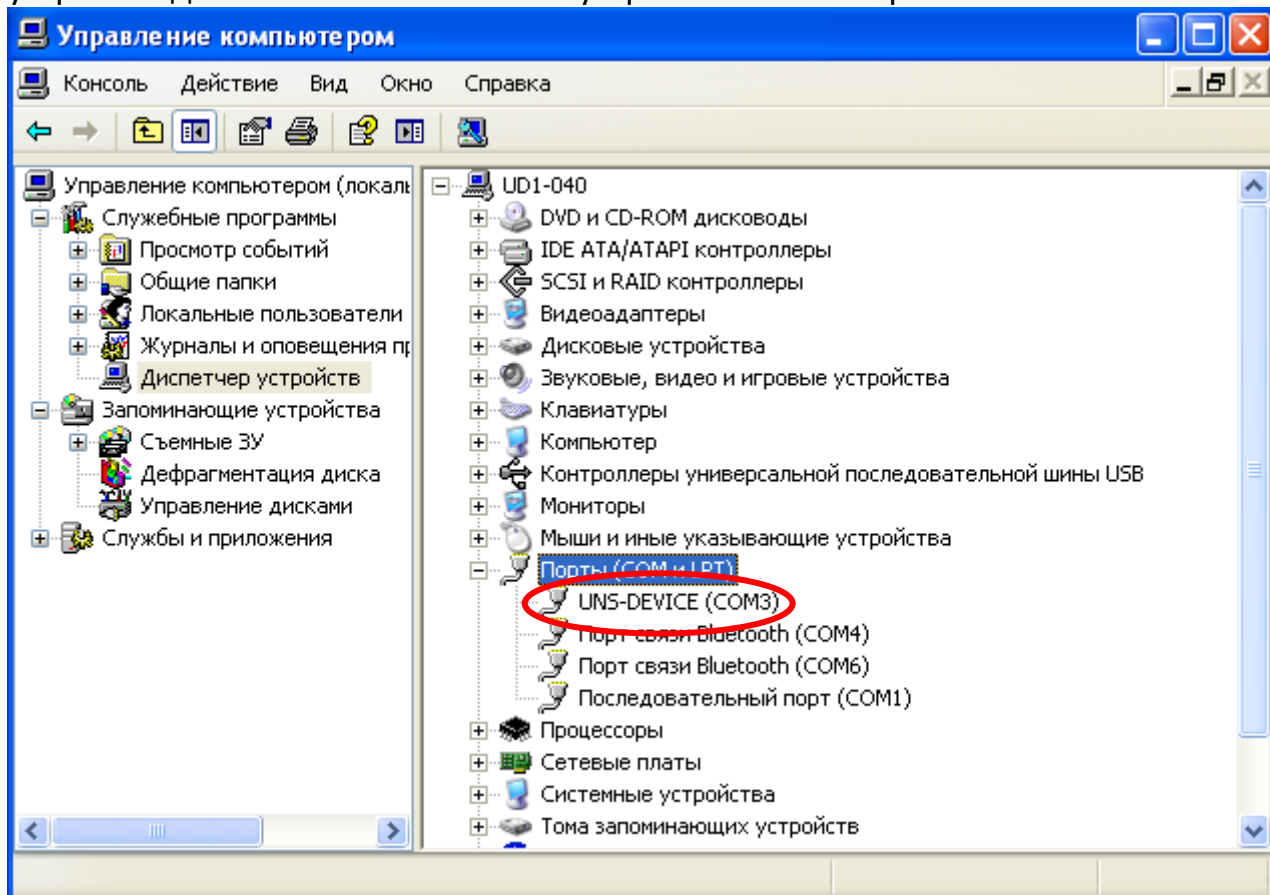 Управление компьютером
Консоль Действие Вид Окно Справка
Управление компьютером (локаль
Служебные программы
Просмотр событий
Общие папки
Локальные пользователи
Журналы и оповещения пр
Диспетчер устройств
Запоминающие устройства
Съемные ЗУ
Дефрагментация диска
Управление дисками
Службы и приложения
UD1-040
DVD и CD-ROM дисководы
IDE ATA/ATAPI контроллеры
SCSI и RAID контроллеры
Видеоадаптеры
Дисковые устройства
Звуковые, видео и игровые устройства
Клавиатуры
Компьютер
Контроллеры универсальной последовательной шины USB
Мониторы
Мыши и иные указывающие устройства
Порты (COM и LPT)
UNS-DEVICE (COM3)
Порт связи Bluetooth (COM4)
Порт связи Bluetooth (COM6)
Последовательный порт (COM1)
Процессоры
Сетевые платы
Системные устройства
Тома запоминающих устройств